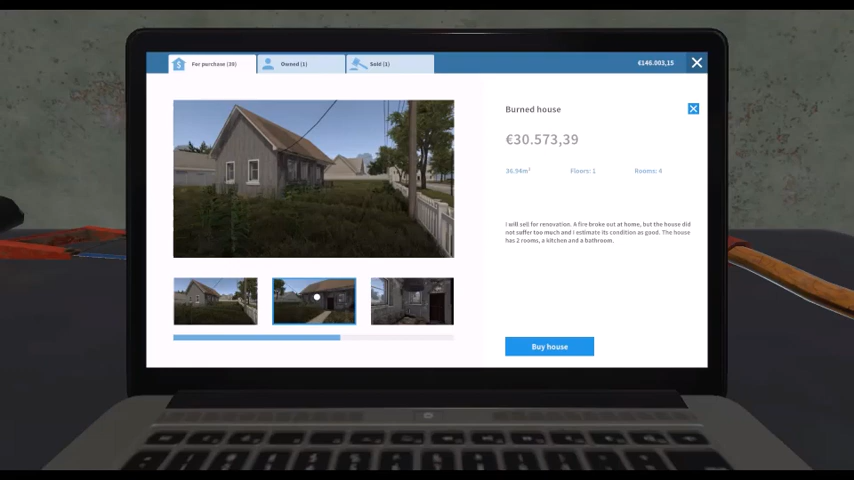 For purchase (39)
Owned (1)
Sold (1)
€146.003,15
Burned house
€30.573,39
36.94m²
Floors: 1
Rooms: 4
I will sell for renovation. A fire broke out at home, but the house did
not suffer too much and I estimate its condition as good. The house
has 2 rooms, a kitchen and a bathroom.
Buy house